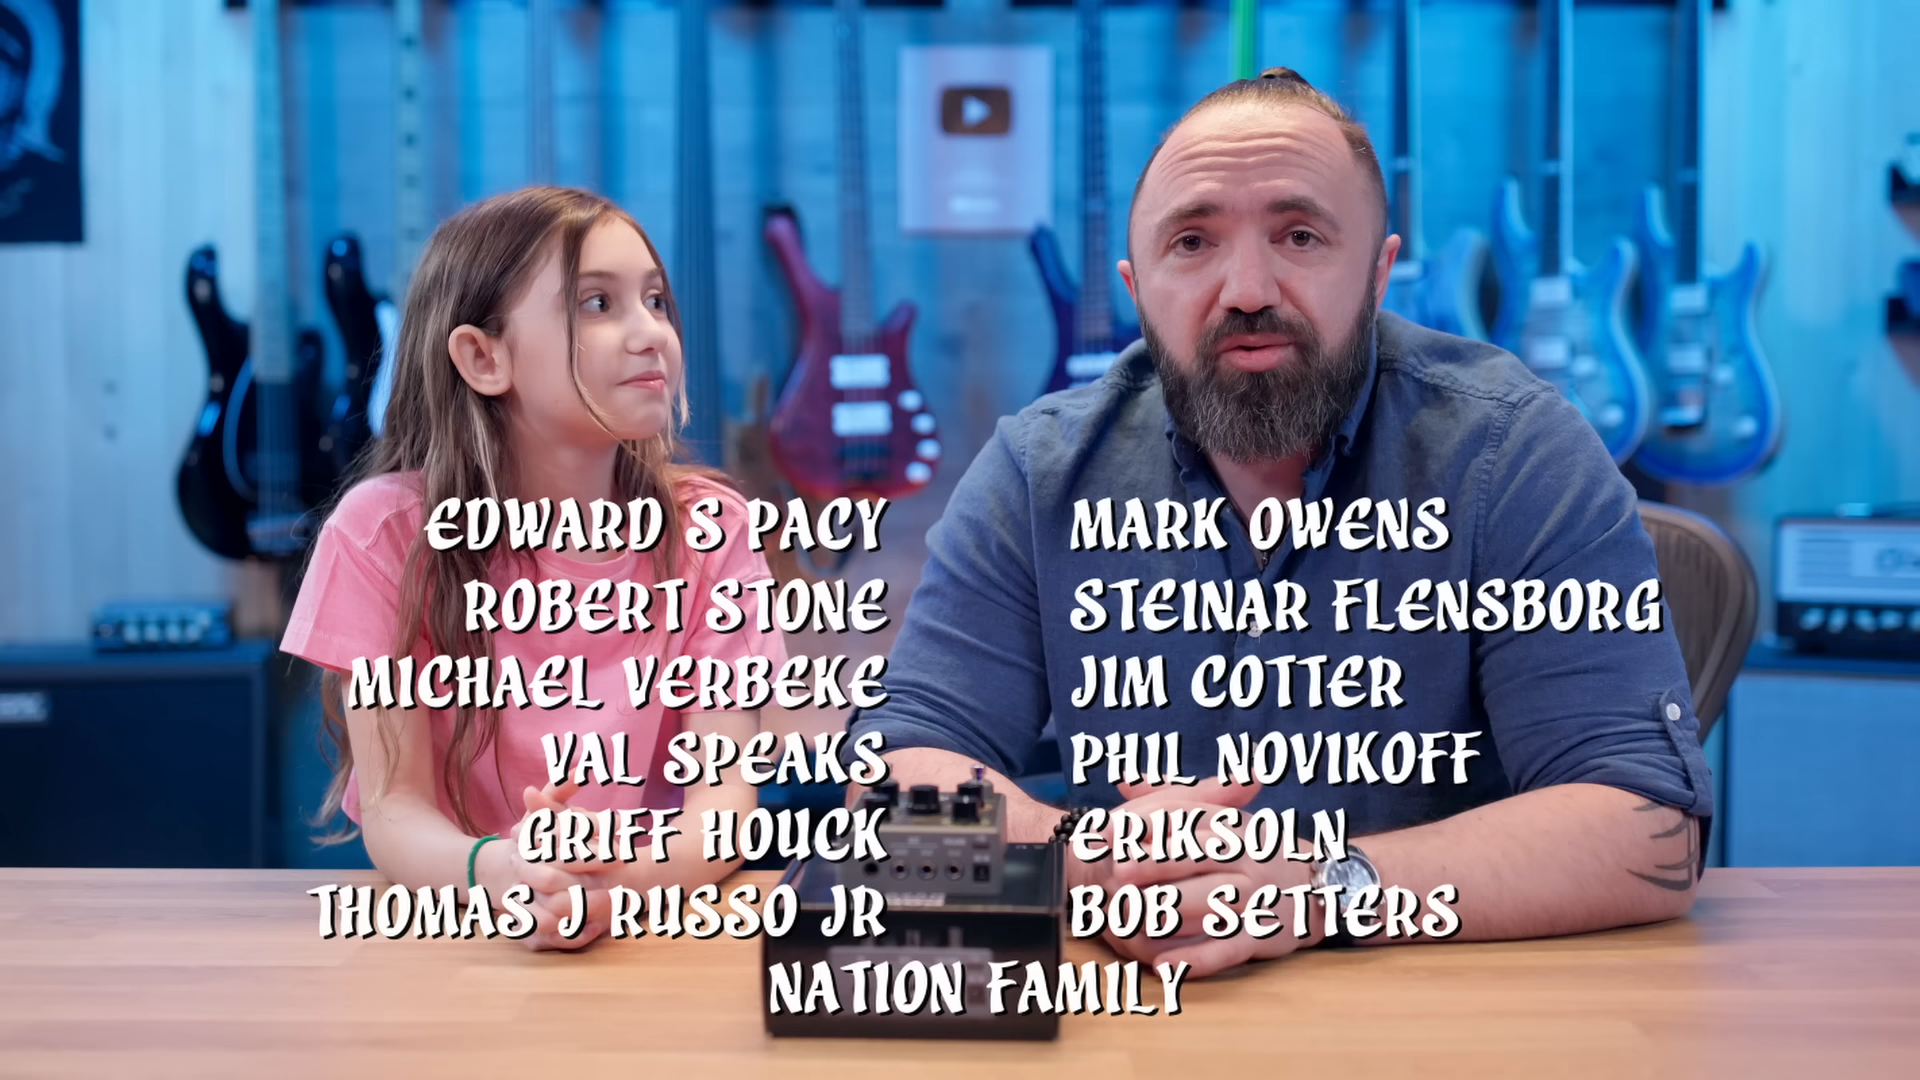 EDWARD S PACY
ROBERT STONE
MICHAEL VERBEKE
VAL SPEAKS
GRIFF HOUCK
THOMAS J RUSSO JR
MARK OWENS
STEINAR FLENSBORG
JIM COTTER
PHIL NOVIKOFF
ERIKSOLN
BOB SETTERS
NATION FAMILY